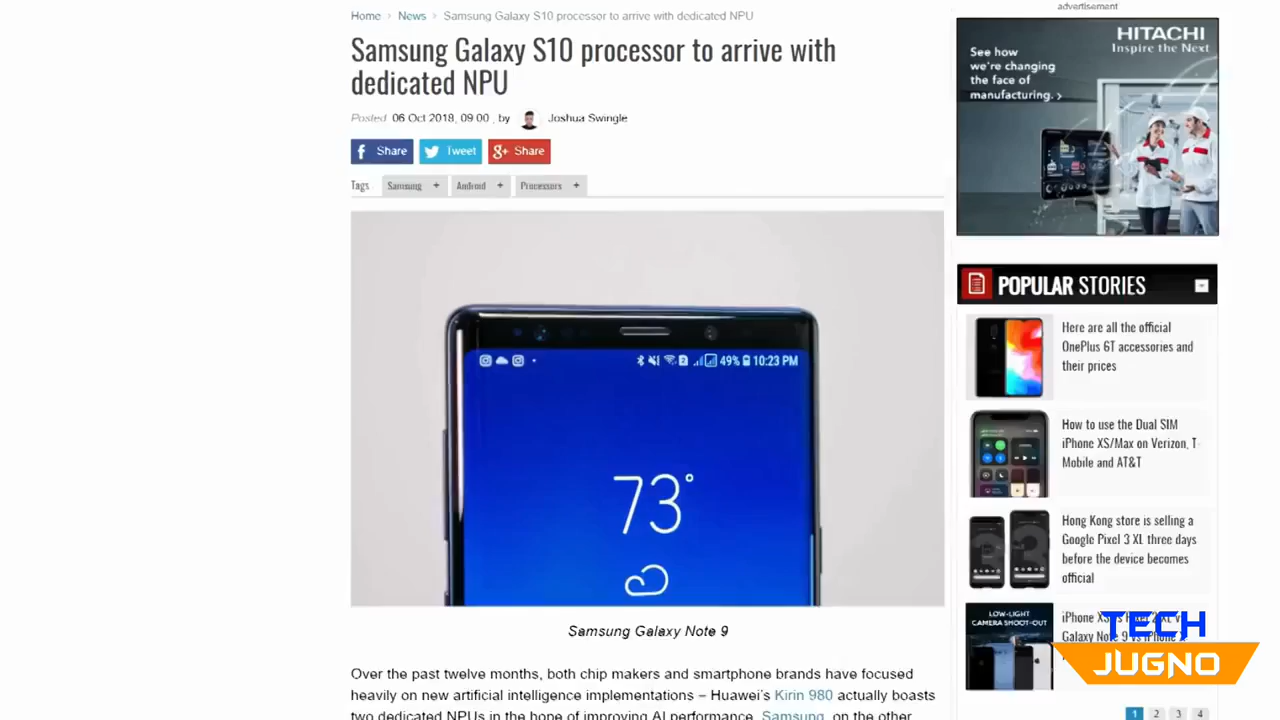 Home > News > Samsung Galaxy S10 processor to arrive with dedicated NPU
Samsung Galaxy S10 processor to arrive with
dedicated NPU
Posted 06 Oct 2018, 09:00 , by Joshua Swingle
f Share
Tweet
g+ Share
Tags
Samsung +
Android +
Processors +
49% 10:23 PM
73°
Samsung Galaxy Note 9
Over the past twelve months, both chip makers and smartphone brands have focused
heavily on new artificial intelligence implementations – Huawei's Kirin 980 actually boasts
two dedicated NPUs in the hope of improving AI performance. Samsung, on the other
advertisement
HITACHI
Inspire the Next
See how
we're changing
the face of
manufacturing. >
POPULAR STORIES
Here are all the official
OnePlus 6T accessories and
their prices
How to use the Dual SIM
iPhone XS/Max on Verizon, T-
Mobile and AT&T
Hong Kong store is selling a
Google Pixel 3 XL three days
before the device becomes
official
LOW-LIGHT
CAMERA SHOOT-OUT
iPhone XS vs Pixel 2 XL vs
Galaxy Note 9 vs iPhone X
TECH
JUGNO
1 2 3 4